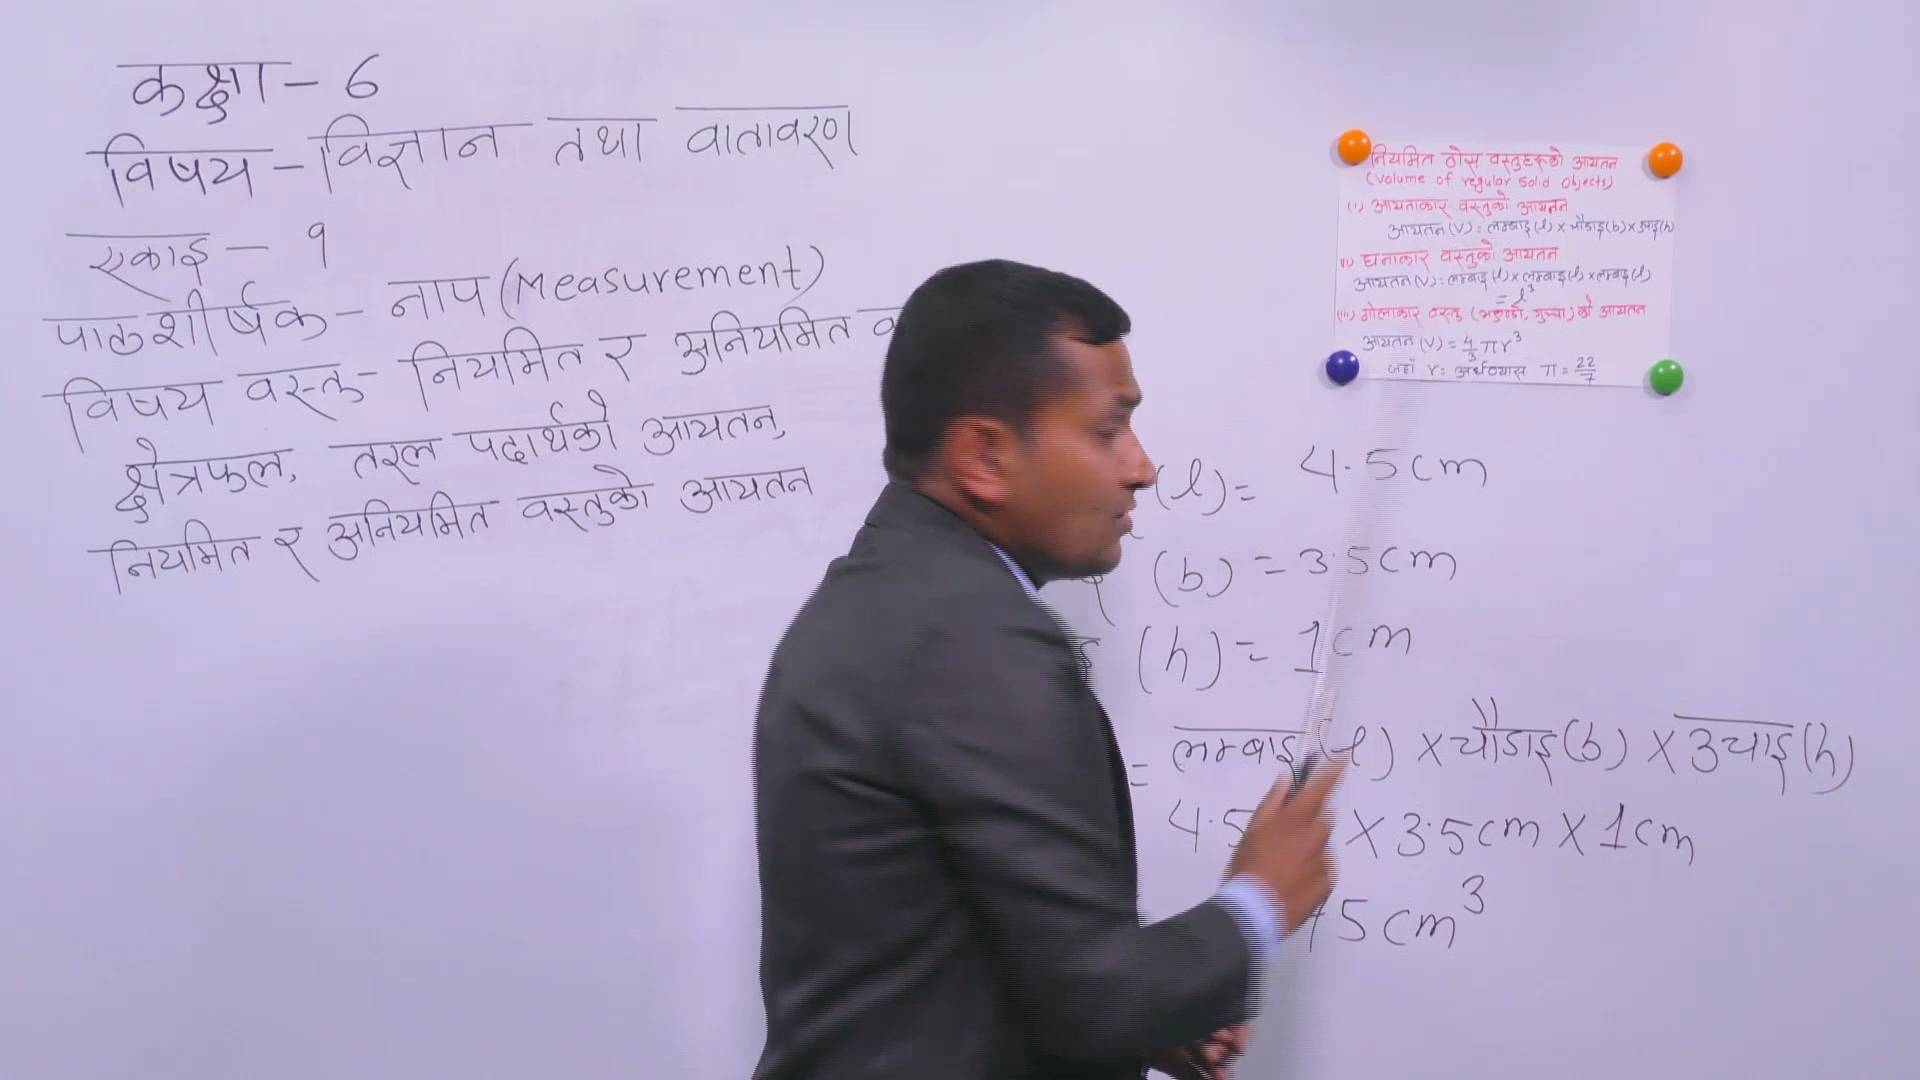 कक्षा - 6
विषय - विज्ञान तथा वातावरण
एकाइ - १
पाठशीर्षक - नाप (Measurement)
विषय वस्तु - नियमित र अनियमित
क्षेत्रफल, तरल पदार्थको आयतन,
नियमित र अनियमित वस्तुको आयतन
नियमित ठोस वस्तुहरूको आयतन
(Volume of regular solid objects)
(i) आयताकार वस्तुको आयतन
आयतन (V) = लम्बाइ (l) × चौडाइ (b) × उचाइ (h)
(ii) घनाकार वस्तुको आयतन
आयतन (V) = लम्बाइ (l) × लम्बाइ (l) × लम्बाइ (l)
= l³
(iii) गोलाकार वस्तु (भकुण्डो, गुच्चा) को आयतन
आयतन (V) = 4/3 πr³
जहाँ r = अर्धव्यास π = 22/7
(l) = 4.5 cm
(b) = 3.5 cm
(h) = 1 cm
= लम्बाइ (l) × चौडाइ (b) × उचाइ (h)
4.5 × 3.5 cm × 1 cm
5 cm³